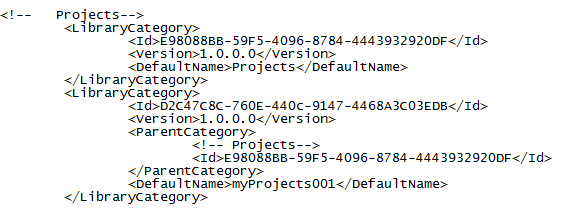 <!--   Projects-->
<LibraryCategory>
<Id>E98088BB-59F5-4096-8784-4443932920DF</Id>
<Version>1.0.0.0</Version>
<DefaultName>Projects</DefaultName>
</LibraryCategory>
<LibraryCategory>
<Id>D2C47C8C-760E-440c-9147-4468A3C03EDB</Id>
<Version>1.0.0.0</Version>
<ParentCategory>
<!-- Projects-->
<Id>E98088BB-59F5-4096-8784-4443932920DF</Id>
</ParentCategory>
<DefaultName>myProjects001</DefaultName>
</LibraryCategory>